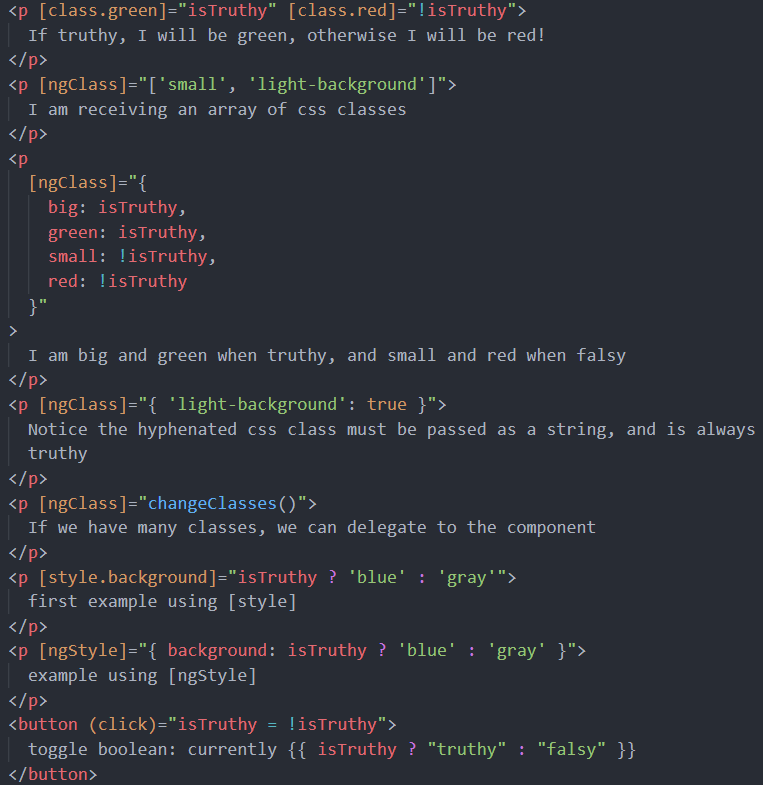 <p [class.green]="isTruthy" [class.red]="!isTruthy">
  If truthy, I will be green, otherwise I will be red!
</p>
<p [ngClass]="['small', 'light-background']">
  I am receiving an array of css classes
</p>
<p
  [ngClass]="{
    big: isTruthy,
    green: isTruthy,
    small: !isTruthy,
    red: !isTruthy
  }"
>
  I am big and green when truthy, and small and red when falsy
</p>
<p [ngClass]="{ 'light-background': true }">
  Notice the hyphenated css class must be passed as a string, and is always
  truthy
</p>
<p [ngClass]="changeClasses()">
  If we have many classes, we can delegate to the component
</p>
<p [style.background]="isTruthy ? 'blue' : 'gray'">
  first example using [style]
</p>
<p [ngStyle]="{ background: isTruthy ? 'blue' : 'gray' }">
  example using [ngStyle]
</p>
<button (click)="isTruthy = !isTruthy">
  toggle boolean: currently {{ isTruthy ? "truthy" : "falsy" }}
</button>